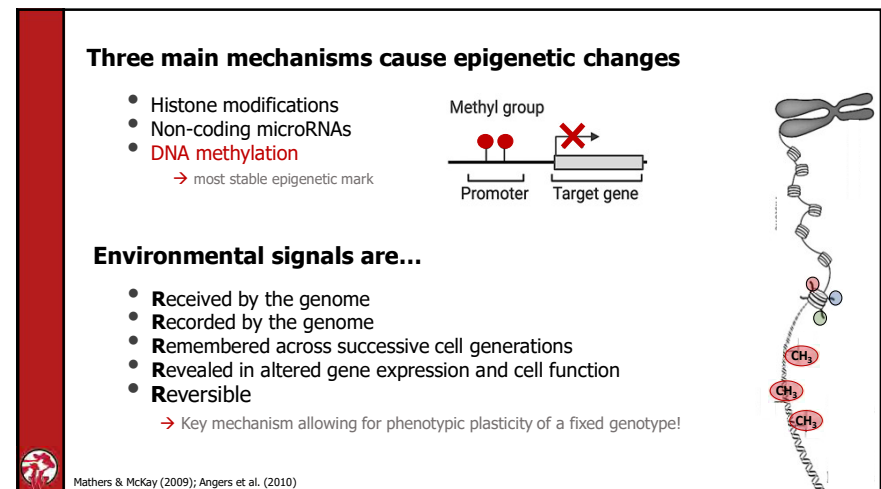 Three main mechanisms cause epigenetic changes
• Histone modifications
• Non-coding microRNAs
• DNA methylation
→ most stable epigenetic mark
Methyl group
Promoter
Target gene
Environmental signals are…
• Received by the genome
• Recorded by the genome
• Remembered across successive cell generations
• Revealed in altered gene expression and cell function
• Reversible
→ Key mechanism allowing for phenotypic plasticity of a fixed genotype!
CH₃
CH₃
CH₃
Mathers & McKay (2009); Angers et al. (2010)